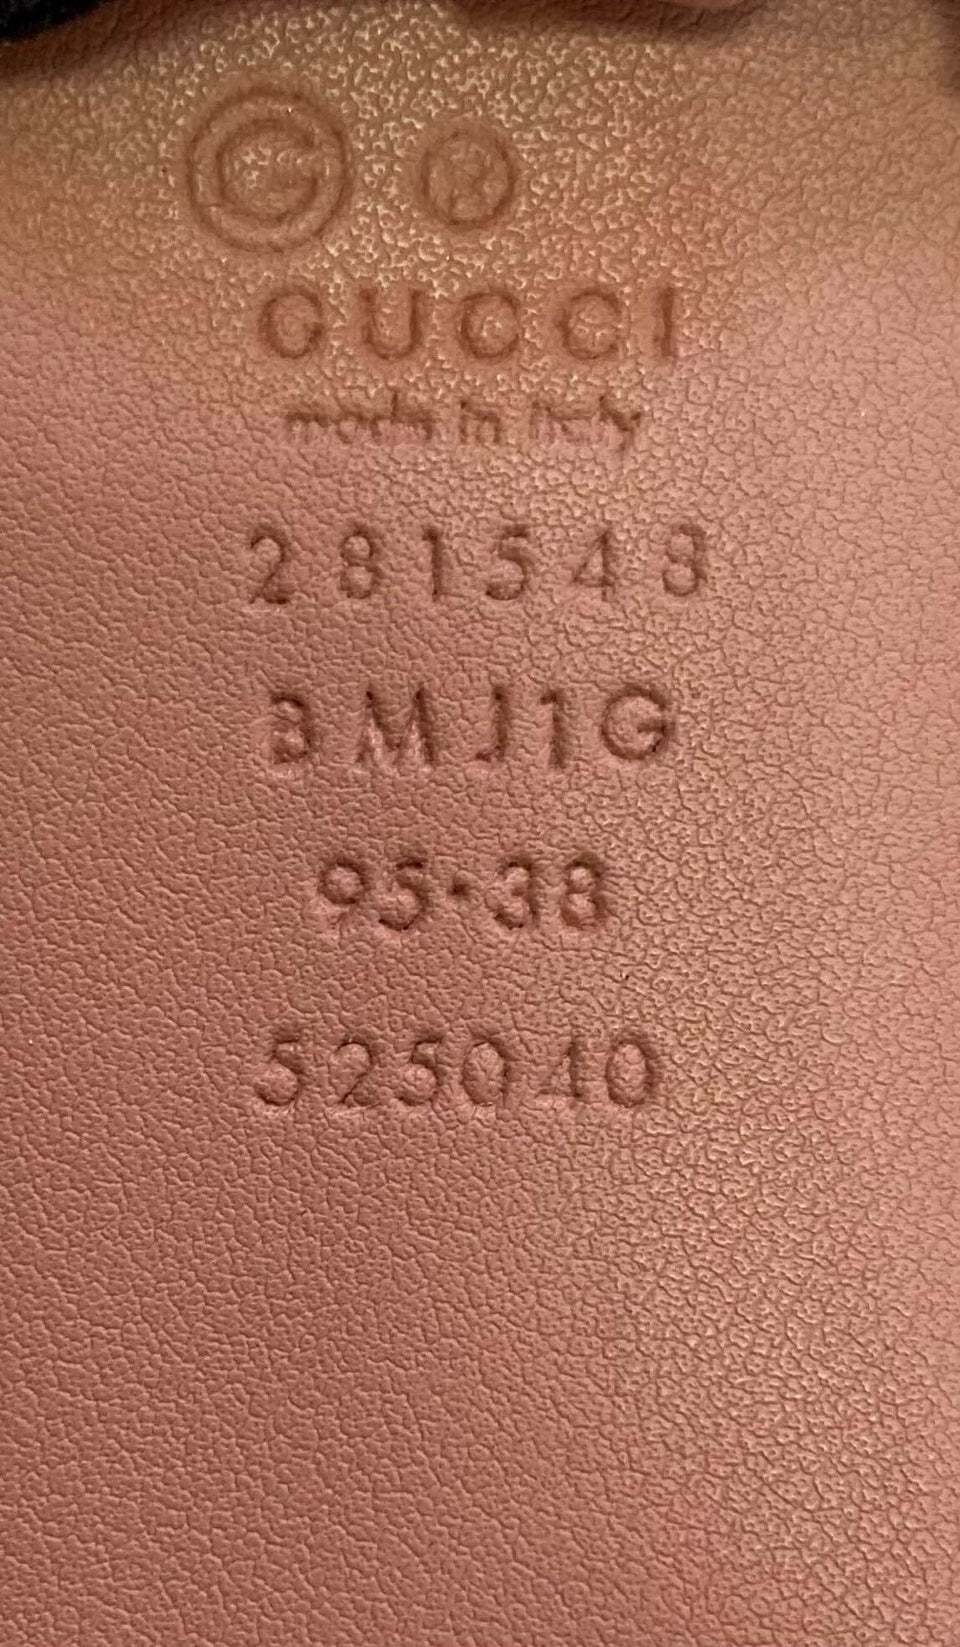 © ®
GUCCI
made in italy
281548
BMJ1G
95·38
525040